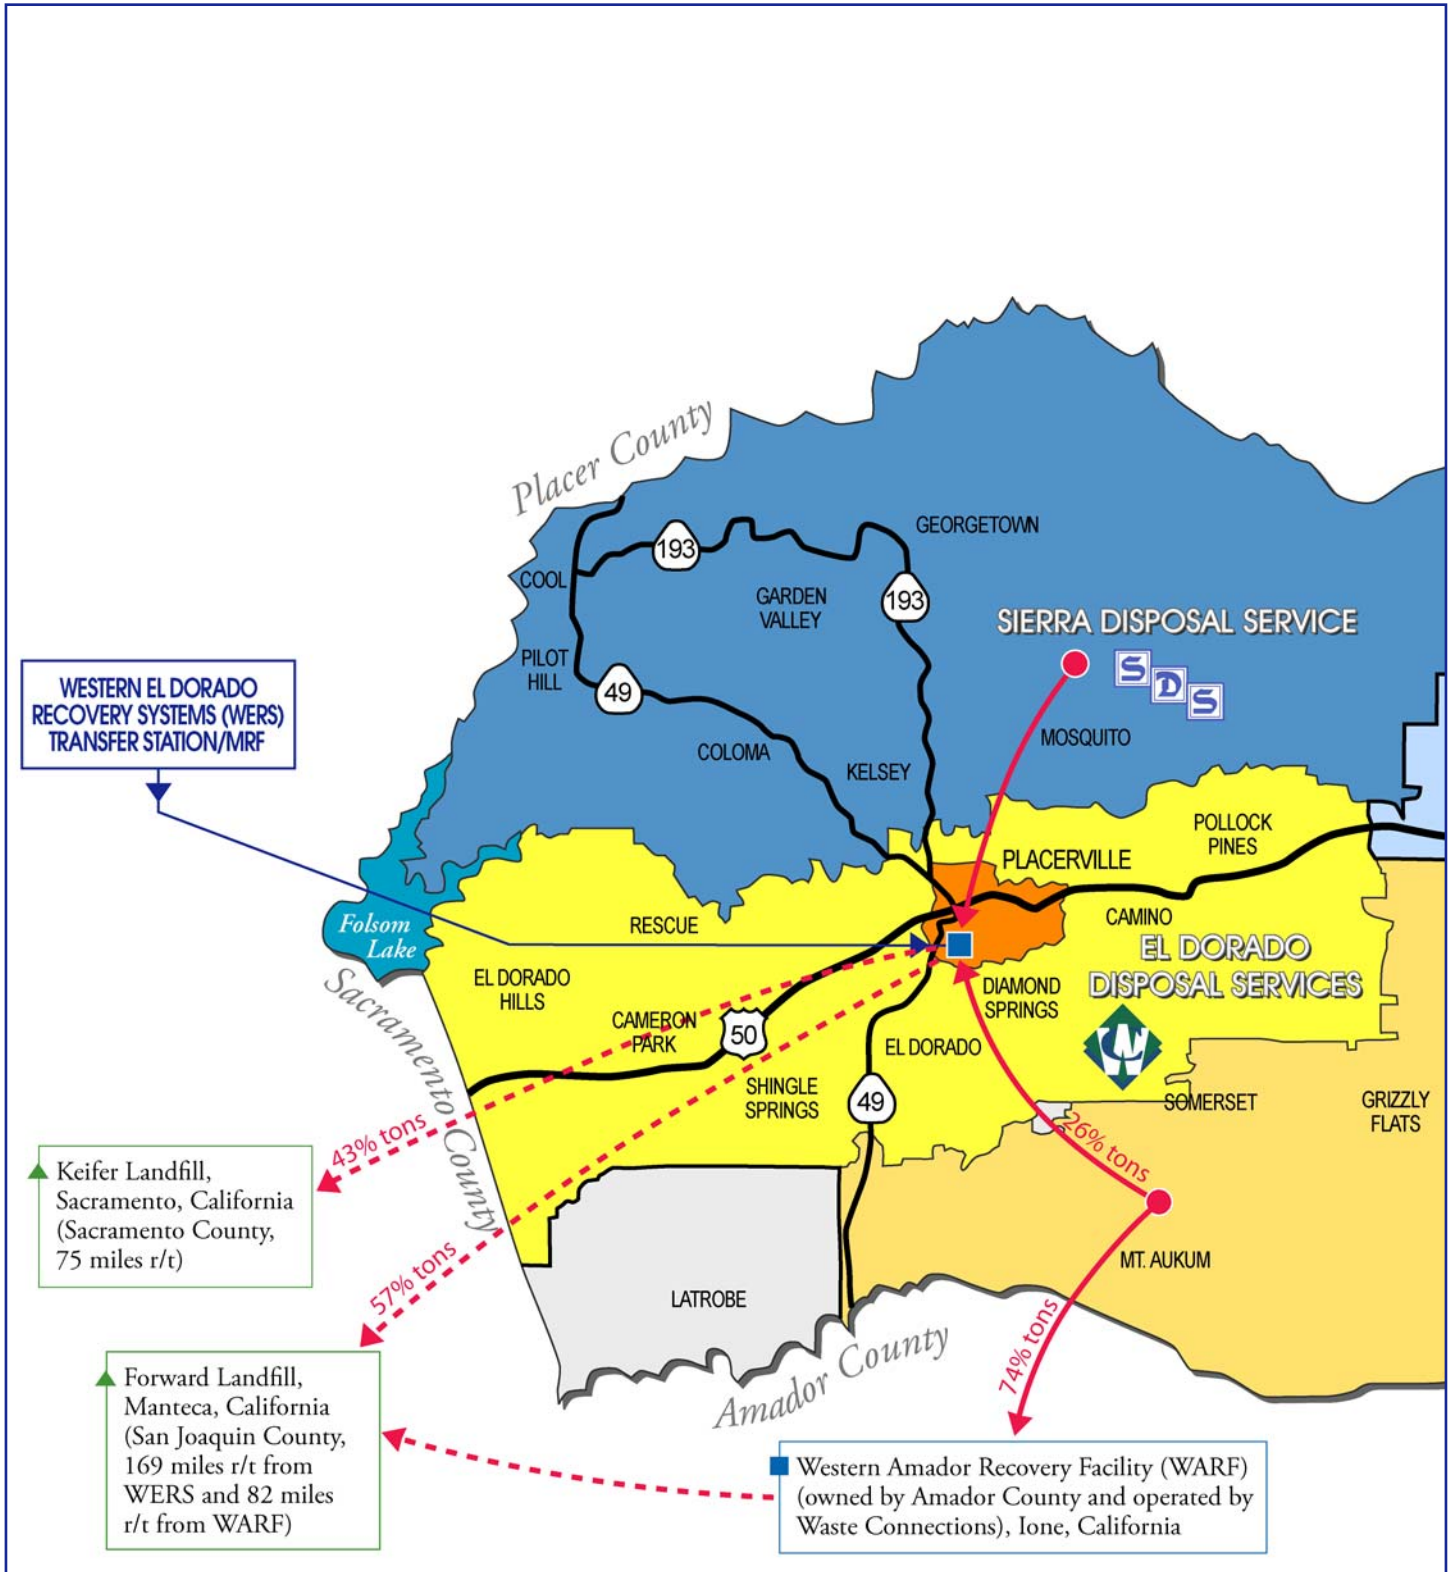 Placer County
GEORGETOWN
193
COOL
193
GARDEN
VALLEY
SIERRA DISPOSAL SERVICE
S
D
S
PILOT
HILL
49
WESTERN EL DORADO
RECOVERY SYSTEMS (WERS)
TRANSFER STATION/MRF
MOSQUITO
COLOMA
KELSEY
POLLOCK
PINES
PLACERVILLE
CAMINO
RESCUE
Folsom
Lake
EL DORADO
DISPOSAL SERVICES
EL DORADO
HILLS
DIAMOND
SPRINGS
Sacramento County
CAMERON
PARK
50
EL DORADO
SHINGLE
SPRINGS
49
SOMERSET
GRIZZLY
FLATS
43% tons
26% tons
Keifer Landfill,
Sacramento, California
(Sacramento County,
75 miles r/t)
57% tons
MT. AUKUM
LATROBE
74% tons
Amador County
Forward Landfill,
Manteca, California
(San Joaquin County,
169 miles r/t from
WERS and 82 miles
r/t from WARF)
Western Amador Recovery Facility (WARF)
(owned by Amador County and operated by
Waste Connections), Ione, California